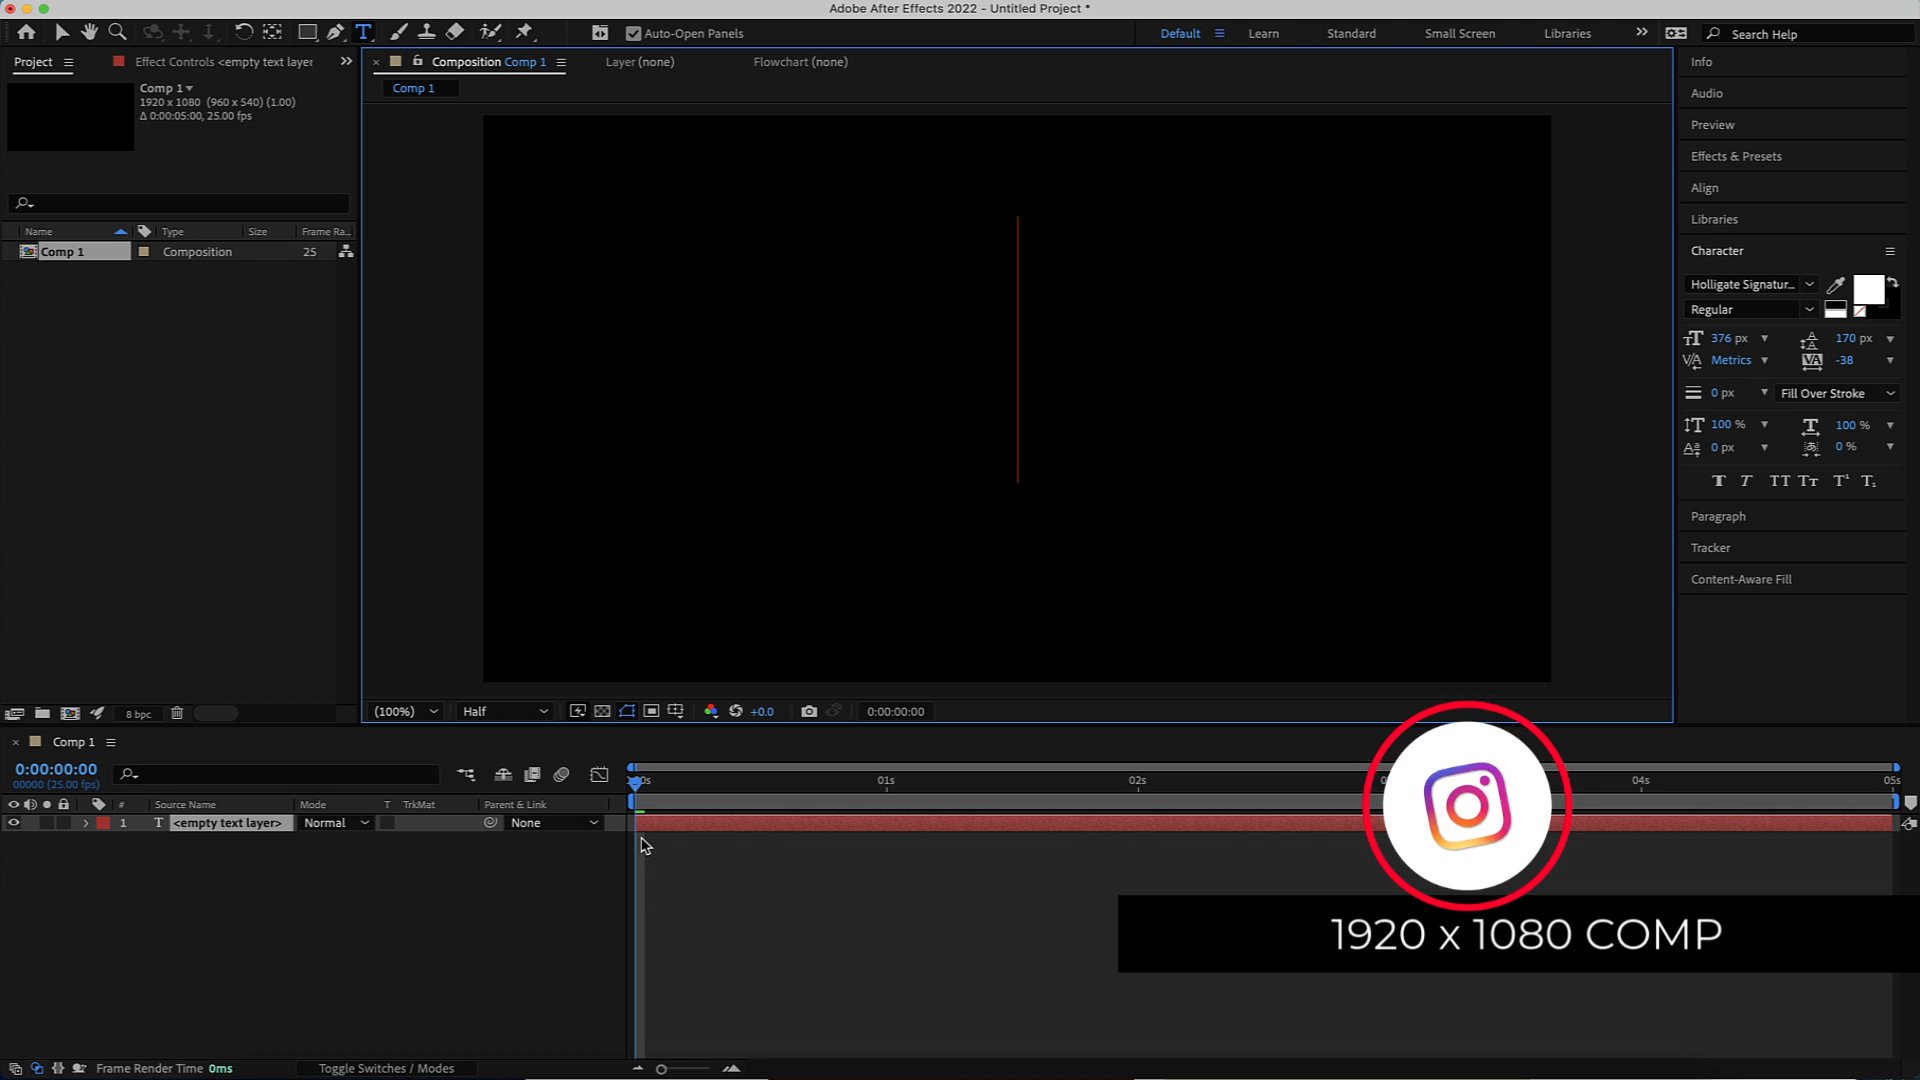 Adobe After Effects 2022 - Untitled Project *
Auto-Open Panels
Default
Learn
Standard
Small Screen
Libraries
Search Help
Project
Effect Controls <empty text layer
Composition Comp 1
Layer (none)
Flowchart (none)
Comp 1
Comp 1
1920 x 1080 (960 x 540) (1.00)
Δ 0:00:05:00, 25.00 fps
Name
Type
Size
Frame Ra...
Comp 1
Composition
25
Info
Audio
Preview
Effects & Presets
Align
Libraries
Character
Holligate Signatur...
Regular
376 px
170 px
Metrics
-38
0 px
Fill Over Stroke
100 %
100 %
0 px
0 %
Paragraph
Tracker
Content-Aware Fill
8 bpc
(100%)
Half
+0.0
0:00:00:00
Comp 1
0:00:00:00
00000 (25.00 fps)
01s
02s
04s
05s
#
Source Name
Mode
T
TrkMat
Parent & Link
1
T
<empty text layer>
Normal
None
1920 x 1080 COMP
Frame Render Time 0ms
Toggle Switches / Modes